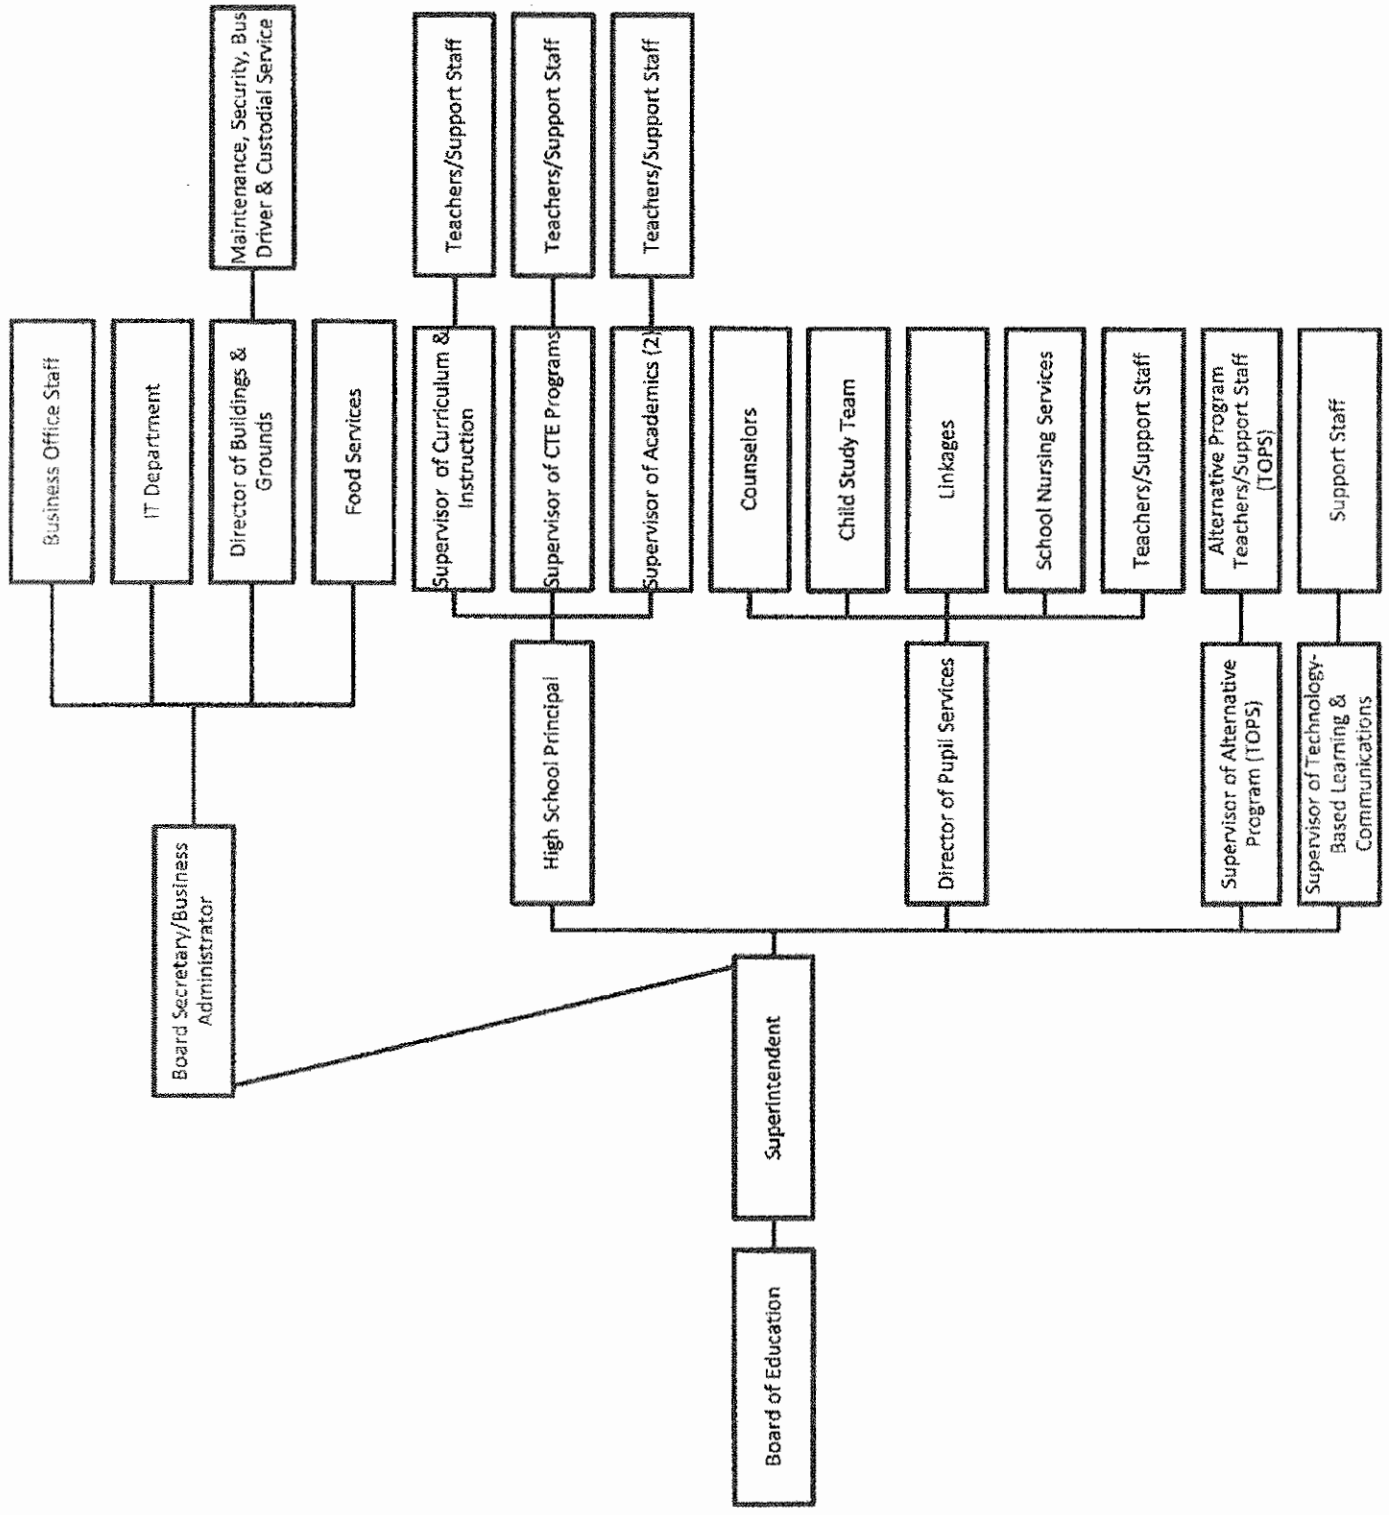 Board of Education
Superintendent
Board Secretary/Business
Administrator
Business Office Staff
IT Department
Director of Buildings &
Grounds
Maintenance, Security, Bus
Driver & Custodial Service
Food Services
High School Principal
Supervisor of Curriculum &
Instruction
Teachers/Support Staff
Supervisor of CTE Programs
Teachers/Support Staff
Supervisor of Academics (2)
Teachers/Support Staff
Director of Pupil Services
Counselors
Child Study Team
Linkages
School Nursing Services
Teachers/Support Staff
Supervisor of Alternative
Program (TOPS)
Alternative Program
Teachers/Support Staff
(TOPS)
Supervisor of Technology-
Based Learning &
Communications
Support Staff